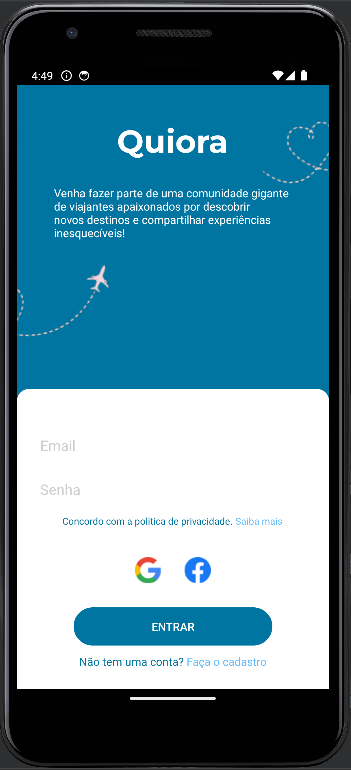 4:49
Quiora
Venha fazer parte de uma comunidade gigante
de viajantes apaixonados por descobrir
novos destinos e compartilhar experiências
inesquecíveis!
Email
Senha
Concordo com a politica de privacidade. Saiba mais
ENTRAR
Não tem uma conta? Faça o cadastro